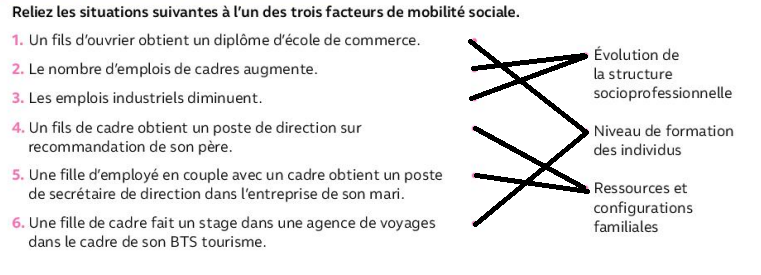 Reliez les situations suivantes à l'un des trois facteurs de mobilité sociale.
1. Un fils d'ouvrier obtient un diplôme d'école de commerce.
2. Le nombre d'emplois de cadres augmente.
3. Les emplois industriels diminuent.
4. Un fils de cadre obtient un poste de direction sur
recommandation de son père.
5. Une fille d'employé en couple avec un cadre obtient un poste
de secrétaire de direction dans l'entreprise de son mari.
6. Une fille de cadre fait un stage dans une agence de voyages
dans le cadre de son BTS tourisme.
Évolution de
la structure
socioprofessionnelle
Niveau de formation
des individus
Ressources et
configurations
familiales